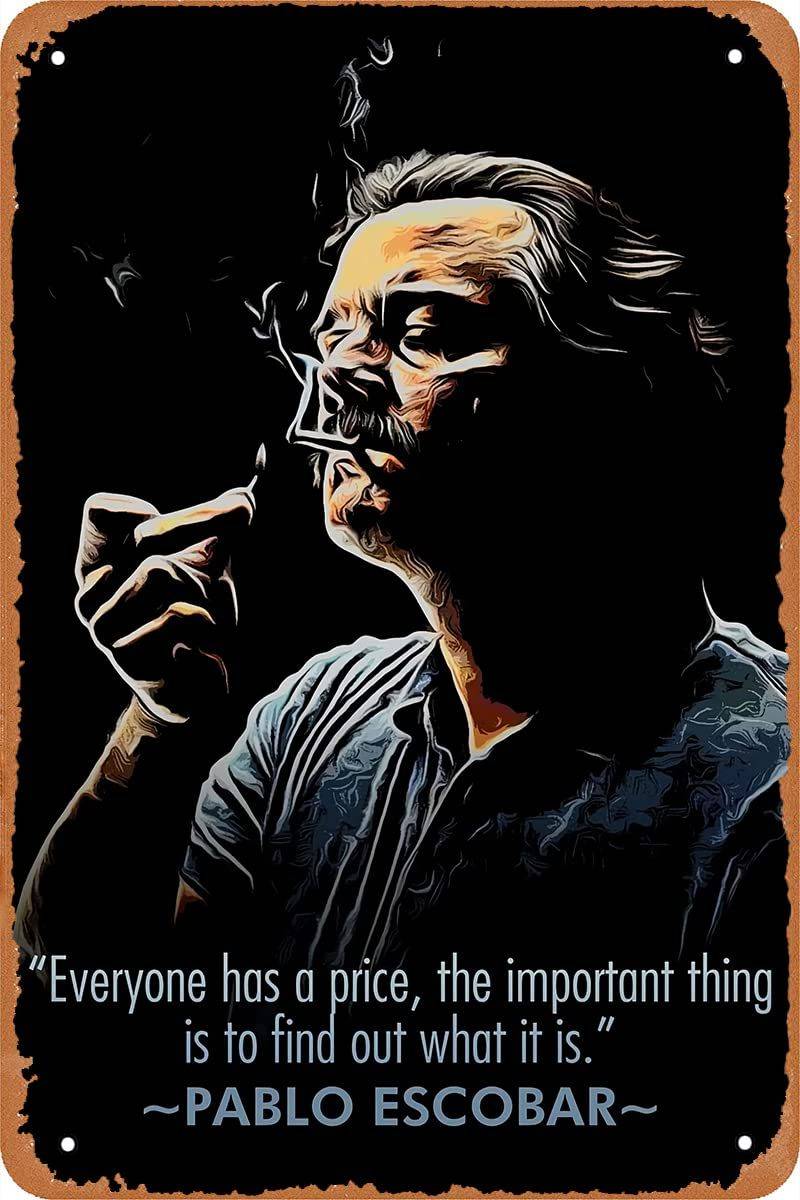 “Everyone has a price, the important thing
is to find out what it is.”
~PABLO ESCOBAR~